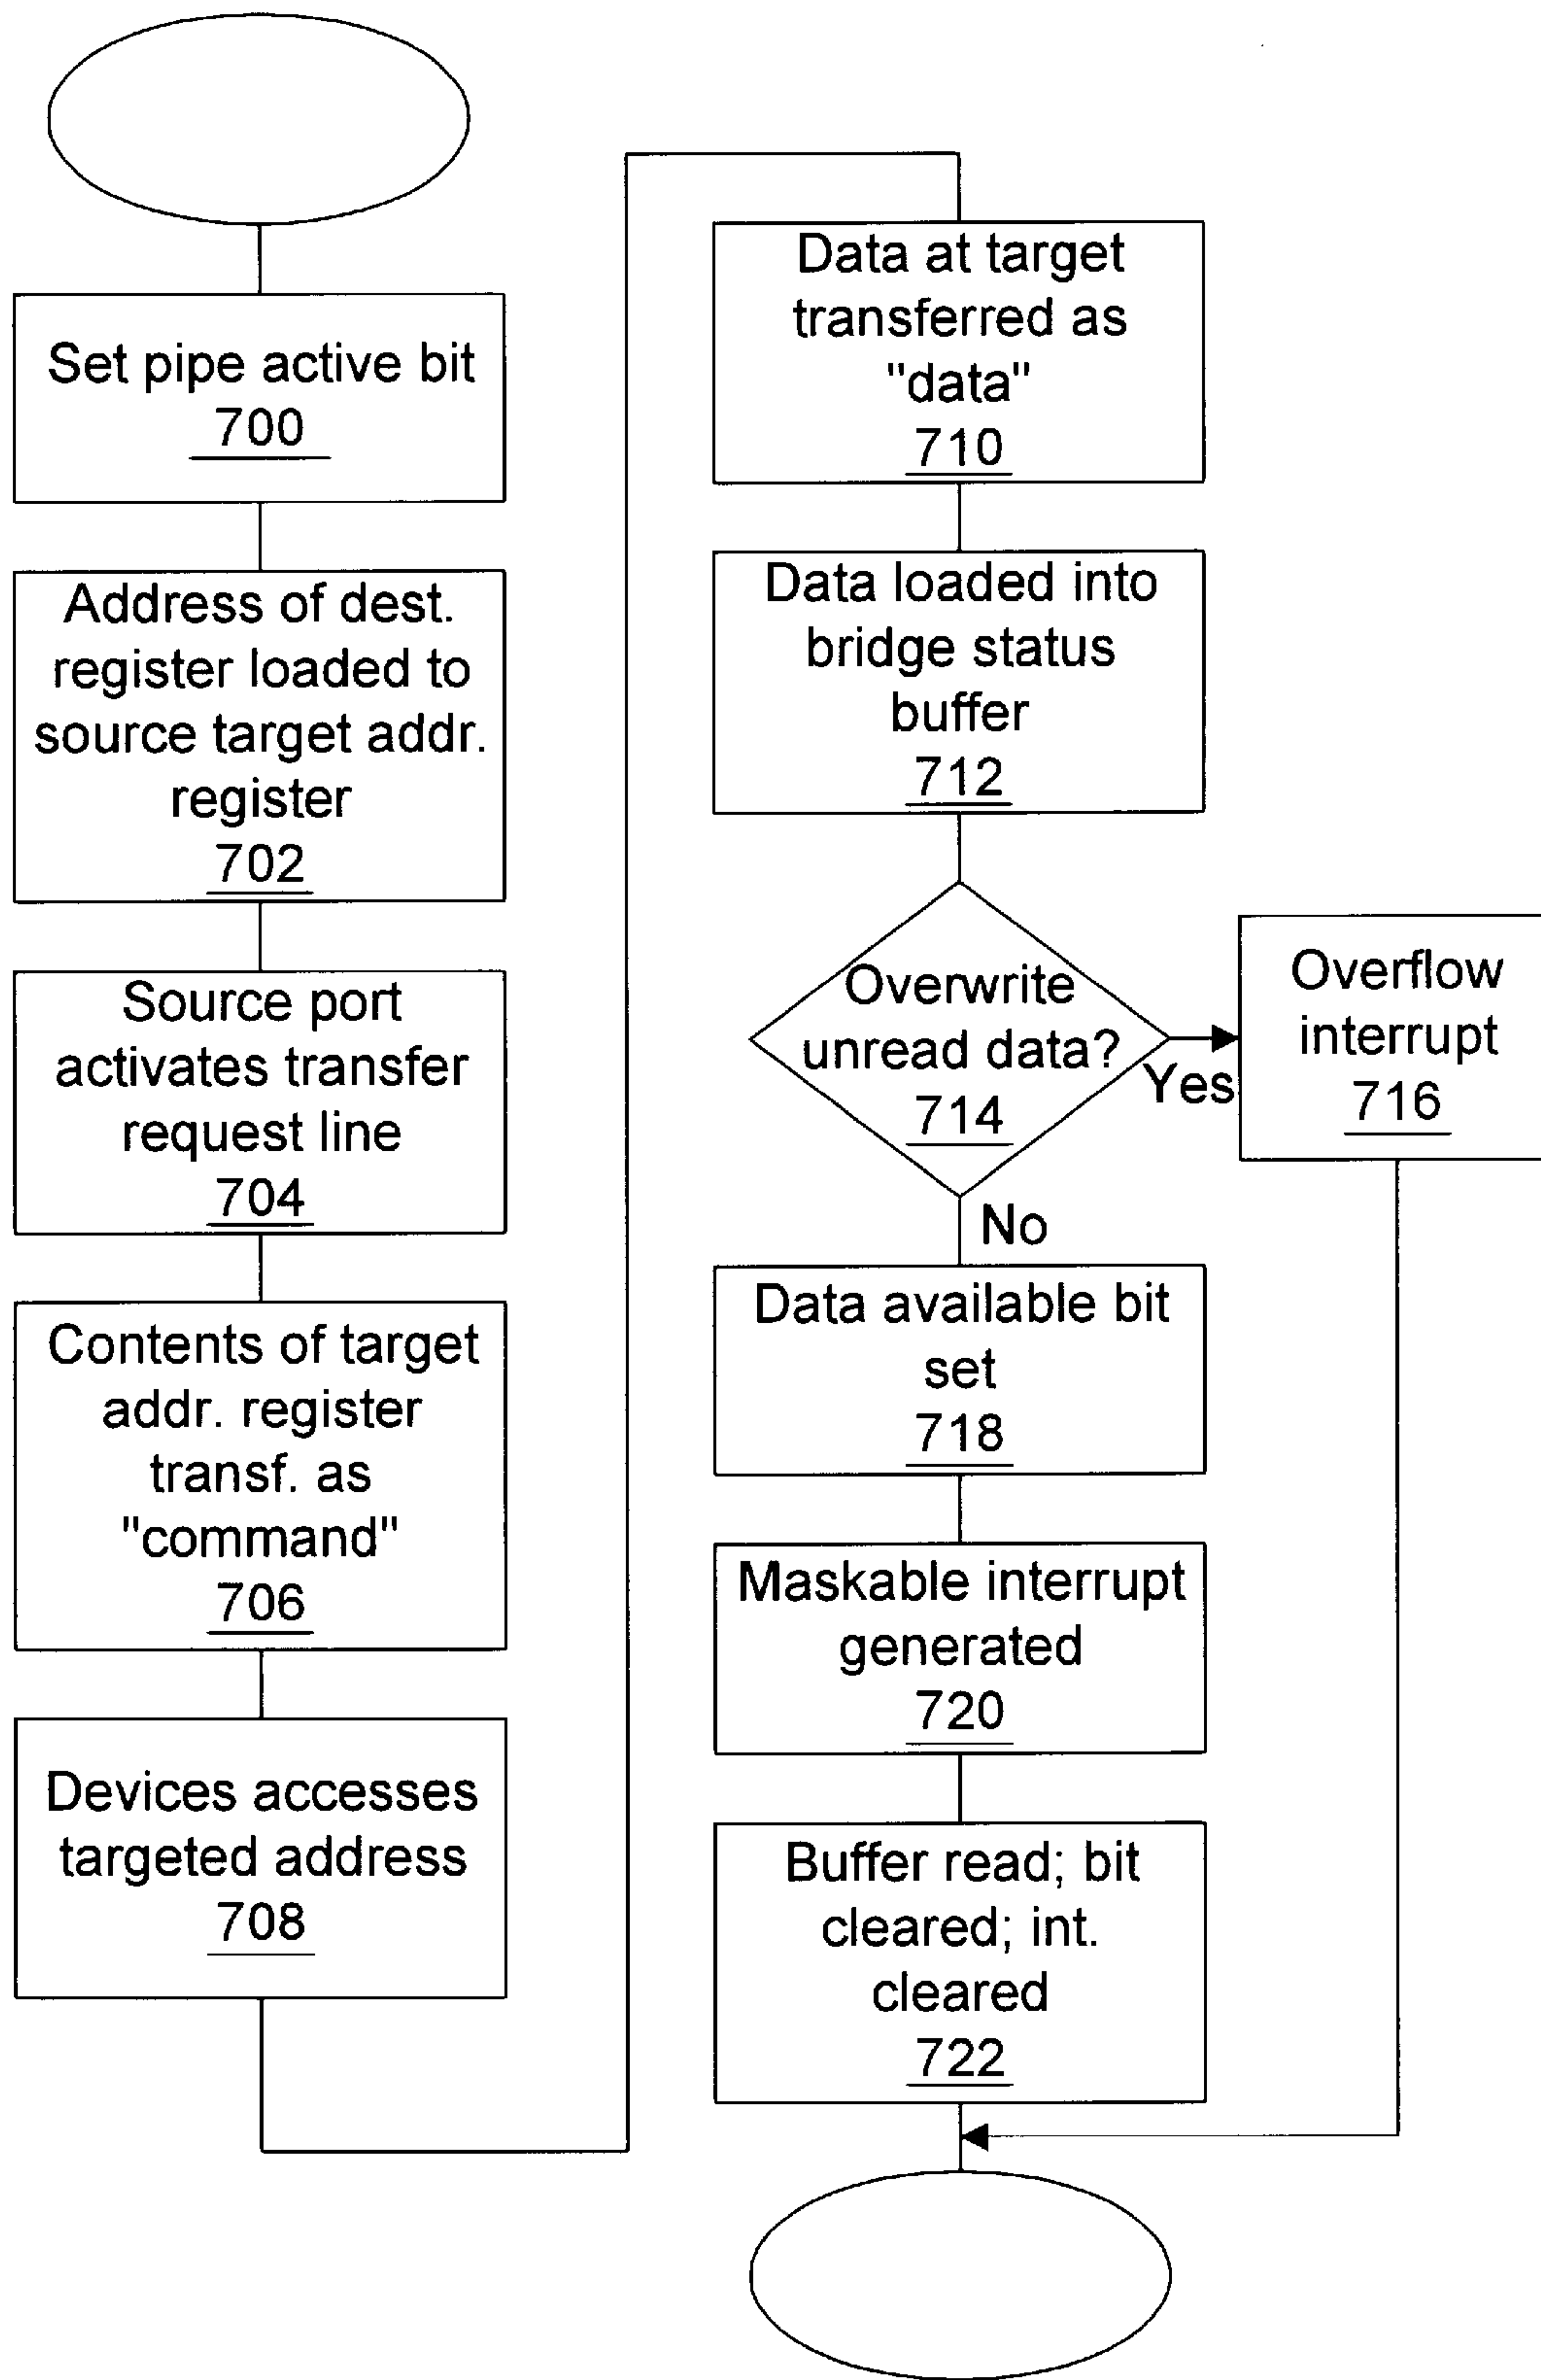 Set pipe active bit
700
Address of dest.
register loaded to
source target addr.
register
702
Source port
activates transfer
request line
704
Contents of target
addr. register
transf. as
"command"
706
Devices accesses
targeted address
708
Data at target
transferred as
"data"
710
Data loaded into
bridge status
buffer
712
Overwrite
unread data?
714
Yes
Overflow
interrupt
716
No
Data available bit
set
718
Maskable interrupt
generated
720
Buffer read; bit
cleared; int.
cleared
722